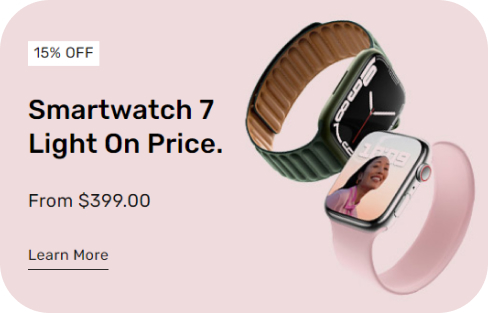 15% OFF
Smartwatch 7
Light On Price.
From $399.00
Learn More